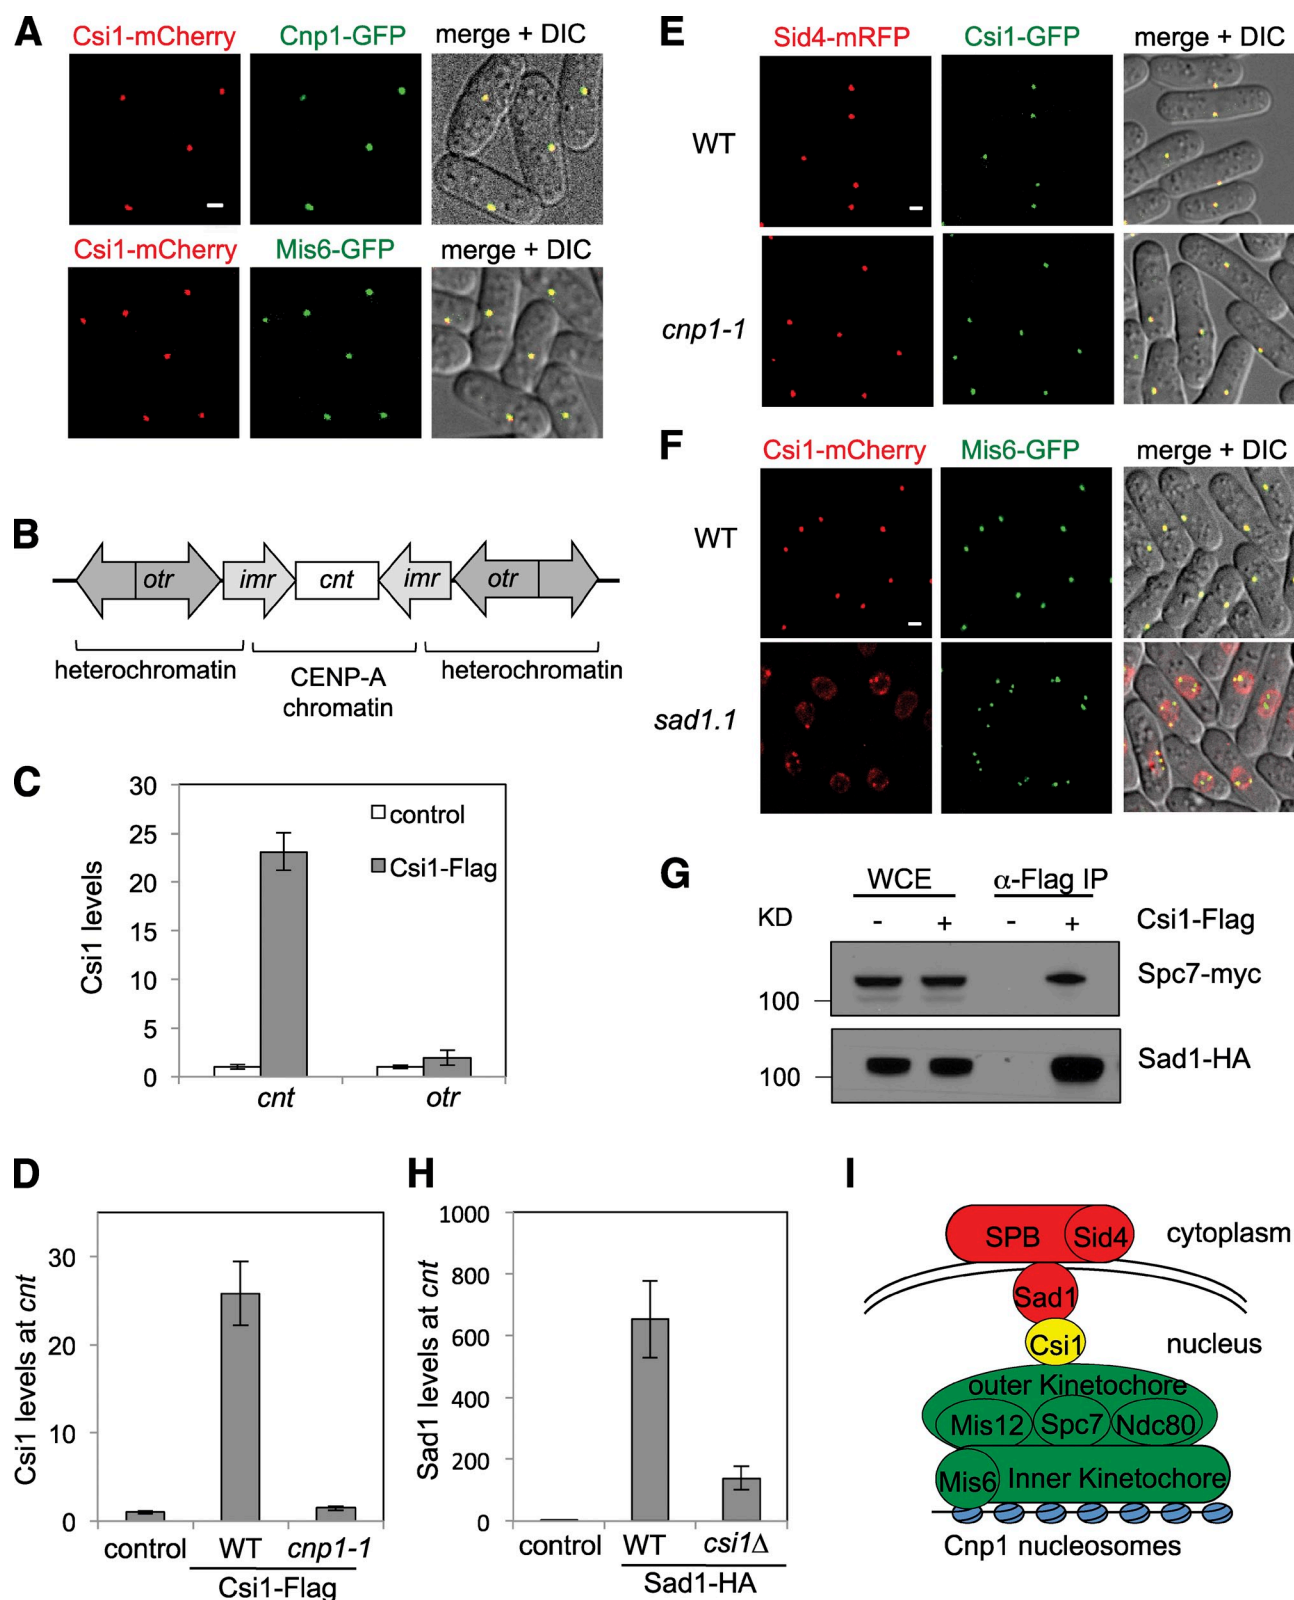 A
Csi1-mCherry Cnp1-GFP merge + DIC
Csi1-mCherry Mis6-GFP merge + DIC
B
otr imr cnt imr otr
heterochromatin CENP-A chromatin heterochromatin
C
30
25
20
15
10
5
0
Csi1 levels
control
Csi1-Flag
cnt otr
D
30
20
10
0
Csi1 levels at cnt
control WT cnp1-1
Csi1-Flag
E
Sid4-mRFP Csi1-GFP merge + DIC
WT
cnp1-1
F
Csi1-mCherry Mis6-GFP merge + DIC
WT
sad1.1
G
WCE α-Flag IP
KD - + - + Csi1-Flag
Spc7-myc
100
Sad1-HA
100
H
1000
800
600
400
200
0
Sad1 levels at cnt
control WT csi1Δ
Sad1-HA
I
SPB Sid4 cytoplasm
Sad1
Csi1 nucleus
outer Kinetochore
Mis12 Spc7 Ndc80
Mis6 Inner Kinetochore
Cnp1 nucleosomes